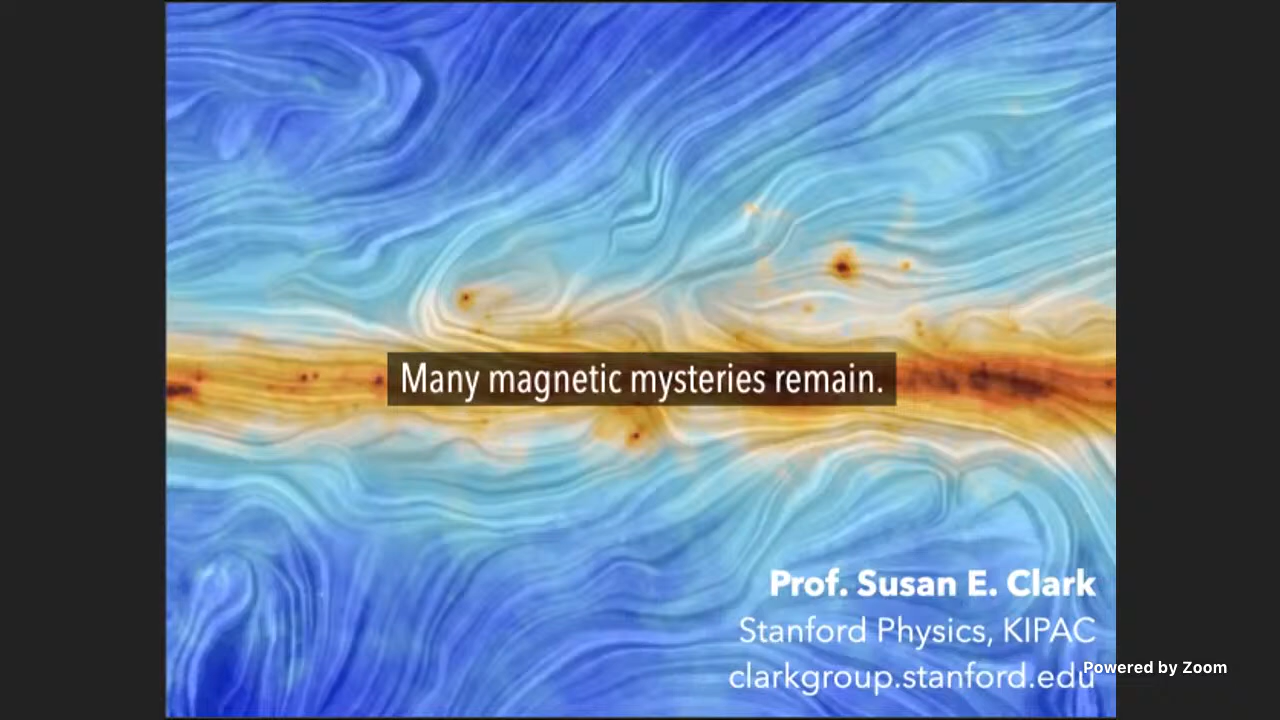 Many magnetic mysteries remain.
Prof. Susan E. Clark
Stanford Physics, KIPAC
clarkgroup.stanford.edu
Powered by Zoom